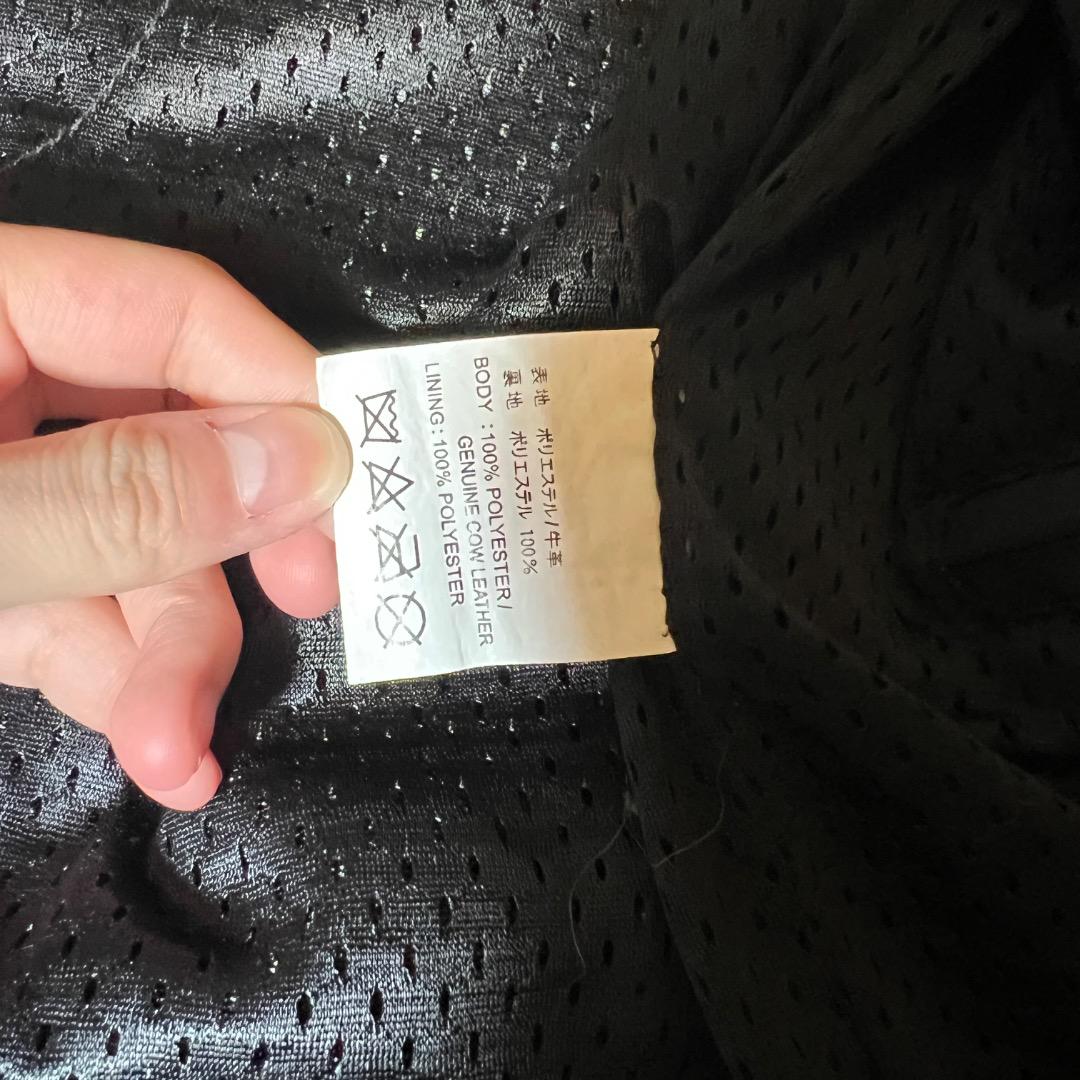 表地 ポリエステル/牛革
裏地 ポリエステル 100%
BODY :100% POLYESTER/
GENUINE COW LEATHER
LINING: 100% POLYESTER